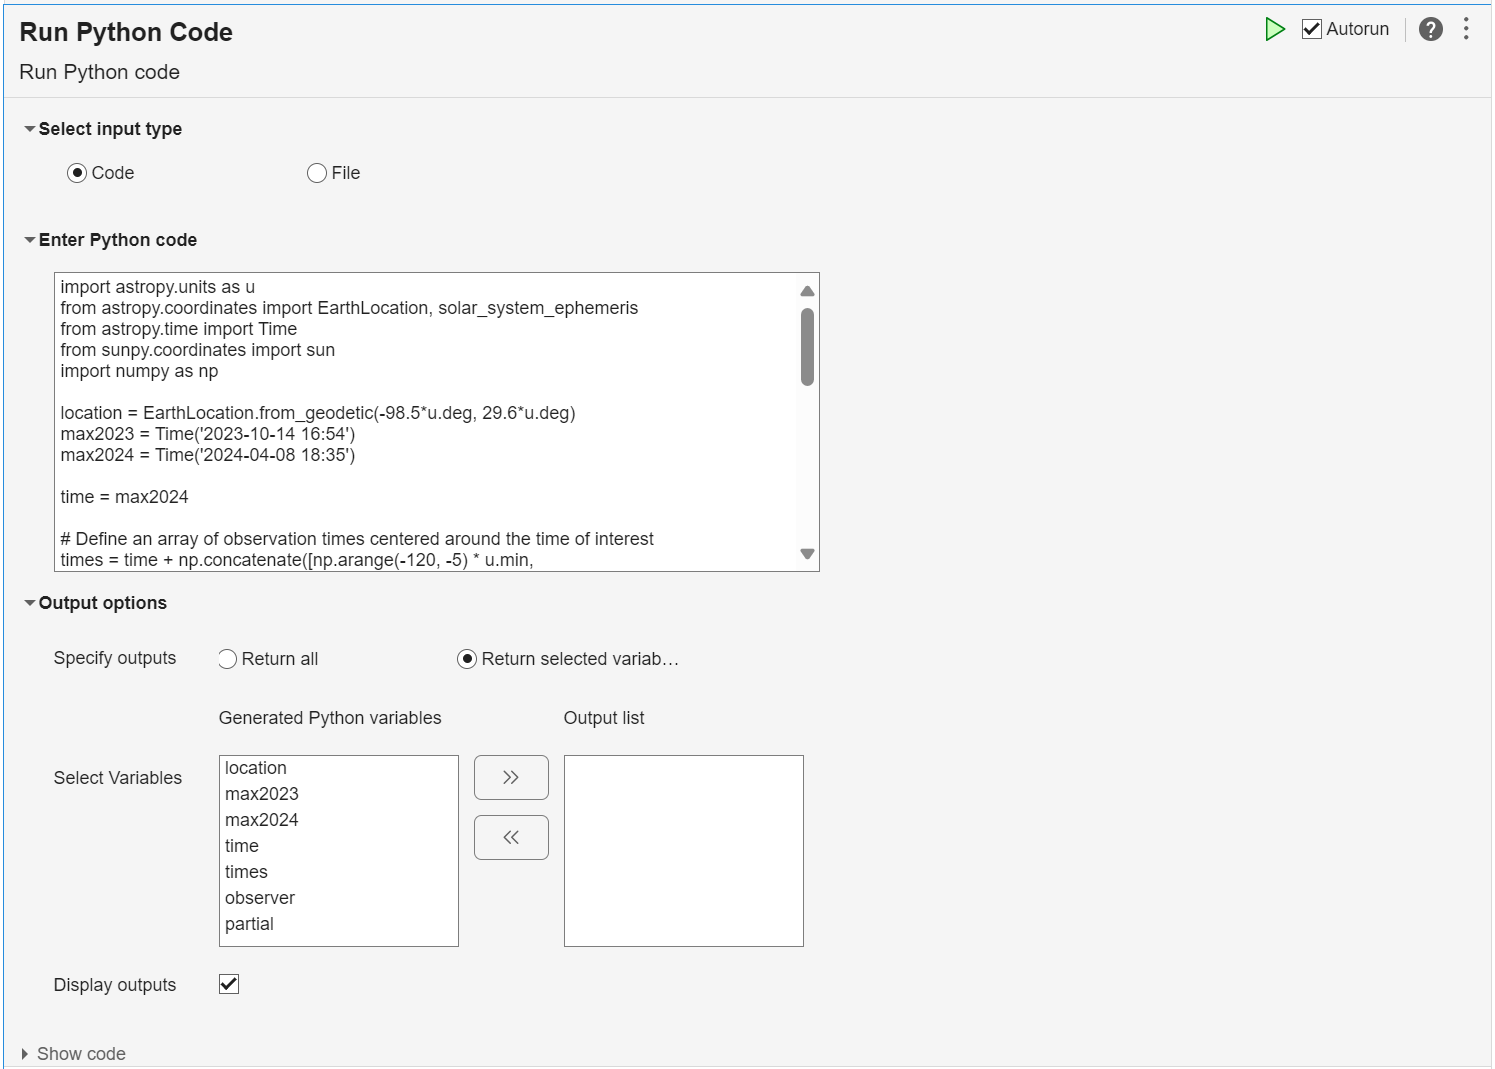 Run Python Code
Autorun
Run Python code
Select input type
Code
File
Enter Python code
import astropy.units as u
from astropy.coordinates import EarthLocation, solar_system_ephemeris
from astropy.time import Time
from sunpy.coordinates import sun
import numpy as np
location = EarthLocation.from_geodetic(-98.5*u.deg, 29.6*u.deg)
max2023 = Time('2023-10-14 16:54')
max2024 = Time('2024-04-08 18:35')
time = max2024
# Define an array of observation times centered around the time of interest
times = time + np.concatenate([np.arange(-120, -5) * u.min,
Output options
Specify outputs
Return all
Return selected variab…
Generated Python variables
Output list
Select Variables
location
max2023
max2024
time
times
observer
partial
Display outputs
Show code